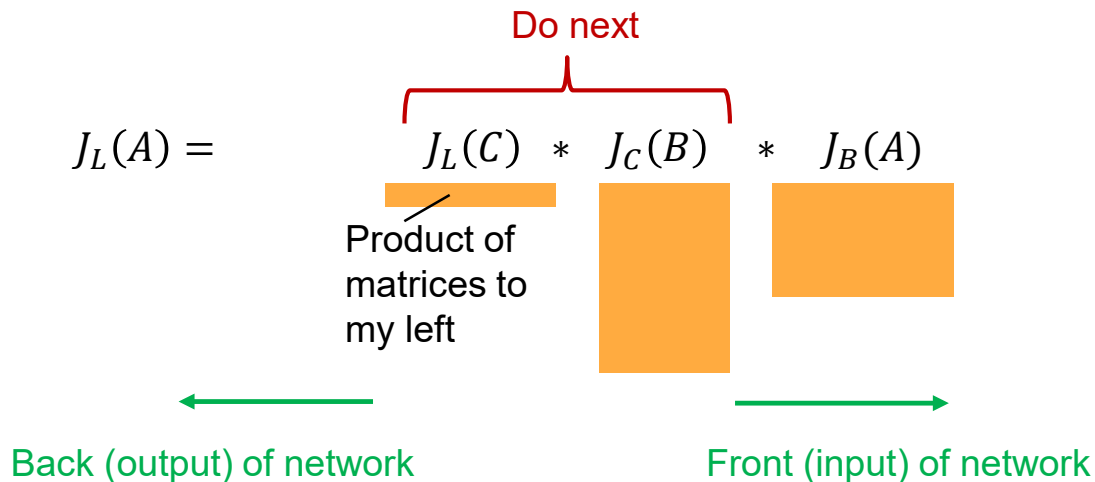 Do next
J_L(A) = J_L(C) * J_C(B) * J_B(A)
Product of
matrices to
my left
Back (output) of network
Front (input) of network